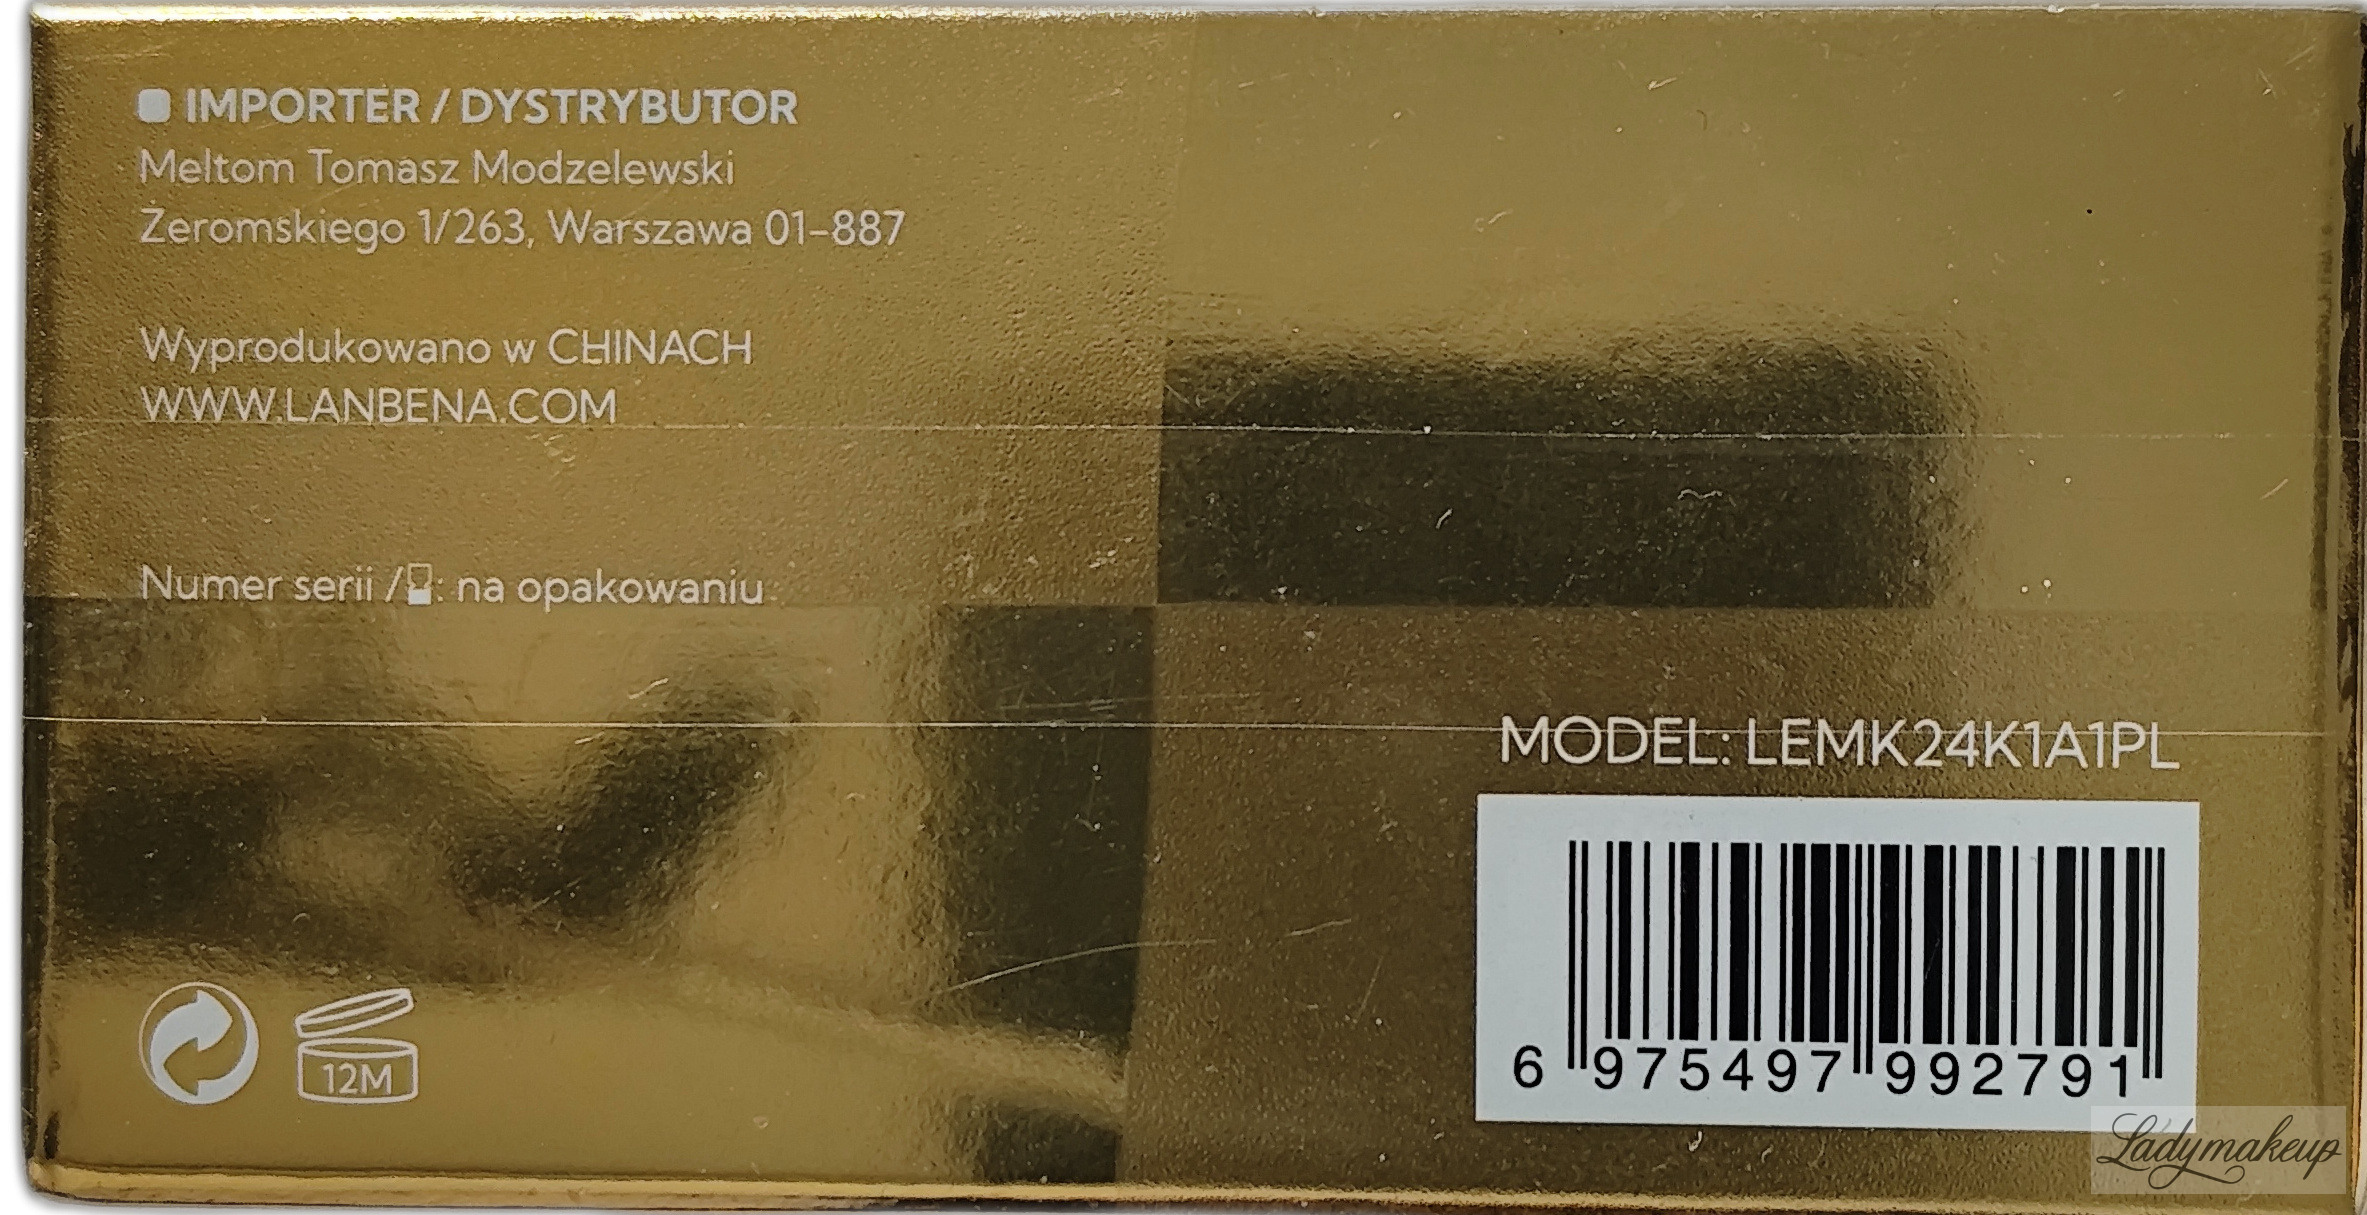 IMPORTER / DYSTRYBUTOR
Meltom Tomasz Modzelewski
Żeromskiego 1/263, Warszawa 01-887
Wyprodukowano w CHINACH
WWW.LANBENA.COM
Numer serii /⌛: na opakowaniu
12M
MODEL: LEMK24K1A1PL
6 975497 992791
Ladymakeup